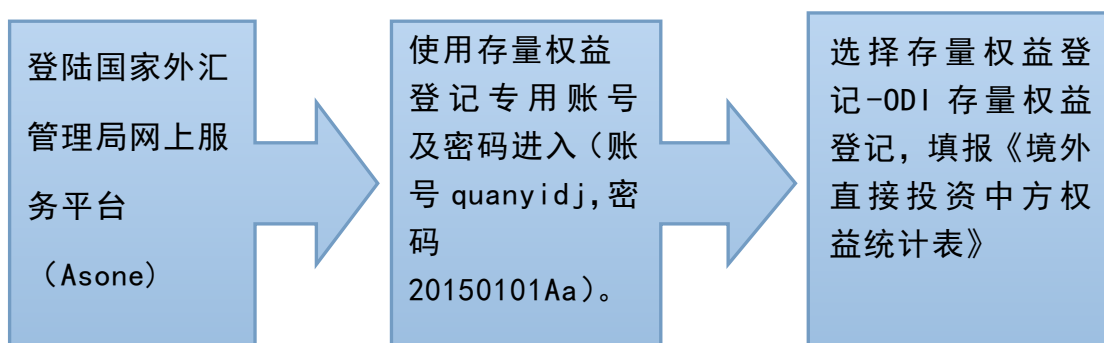 登陆国家外汇
管理局网上服
务平台
（Asone）
使用存量权益
登记专用账号
及密码进入（账
号 quanyidj,密
码
20150101Aa）。
选择存量权益登
记-ODI 存量权益
登记，填报《境外
直接投资中方权
益统计表》